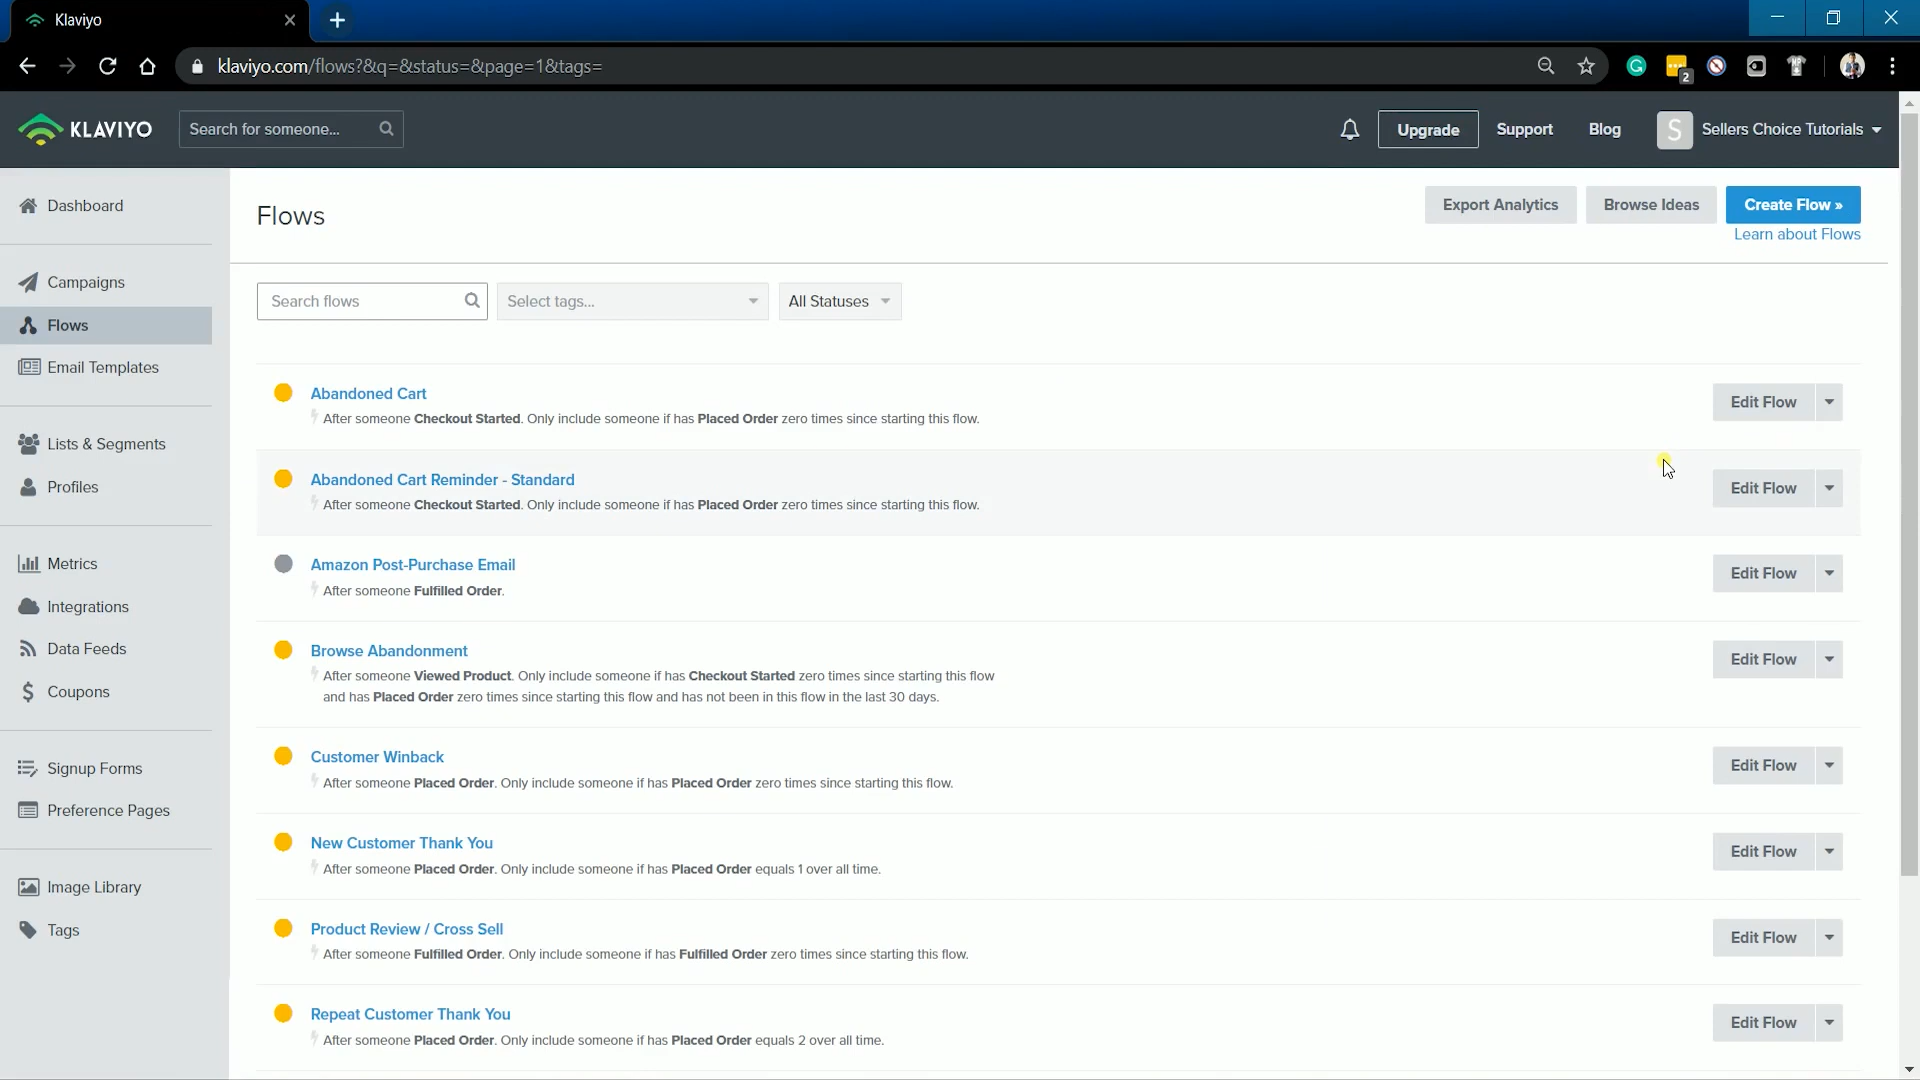 Klaviyo
klaviyo.com/flows?&q=&status=&page=1&tags=
2
KLAVIYO
Search for someone...
Upgrade
Support
Blog
S
Sellers Choice Tutorials
Dashboard
Campaigns
Flows
Email Templates
Lists & Segments
Profiles
Metrics
Integrations
Data Feeds
Coupons
Signup Forms
Preference Pages
Image Library
Tags
Flows
Export Analytics
Browse Ideas
Create Flow »
Learn about Flows
Search flows
Select tags...
All Statuses
Abandoned Cart
After someone Checkout Started. Only include someone if has Placed Order zero times since starting this flow.
Edit Flow
Abandoned Cart Reminder - Standard
After someone Checkout Started. Only include someone if has Placed Order zero times since starting this flow.
Edit Flow
Amazon Post-Purchase Email
After someone Fulfilled Order.
Edit Flow
Browse Abandonment
After someone Viewed Product. Only include someone if has Checkout Started zero times since starting this flow
and has Placed Order zero times since starting this flow and has not been in this flow in the last 30 days.
Edit Flow
Customer Winback
After someone Placed Order. Only include someone if has Placed Order zero times since starting this flow.
Edit Flow
New Customer Thank You
After someone Placed Order. Only include someone if has Placed Order equals 1 over all time.
Edit Flow
Product Review / Cross Sell
After someone Fulfilled Order. Only include someone if has Fulfilled Order zero times since starting this flow.
Edit Flow
Repeat Customer Thank You
After someone Placed Order. Only include someone if has Placed Order equals 2 over all time.
Edit Flow